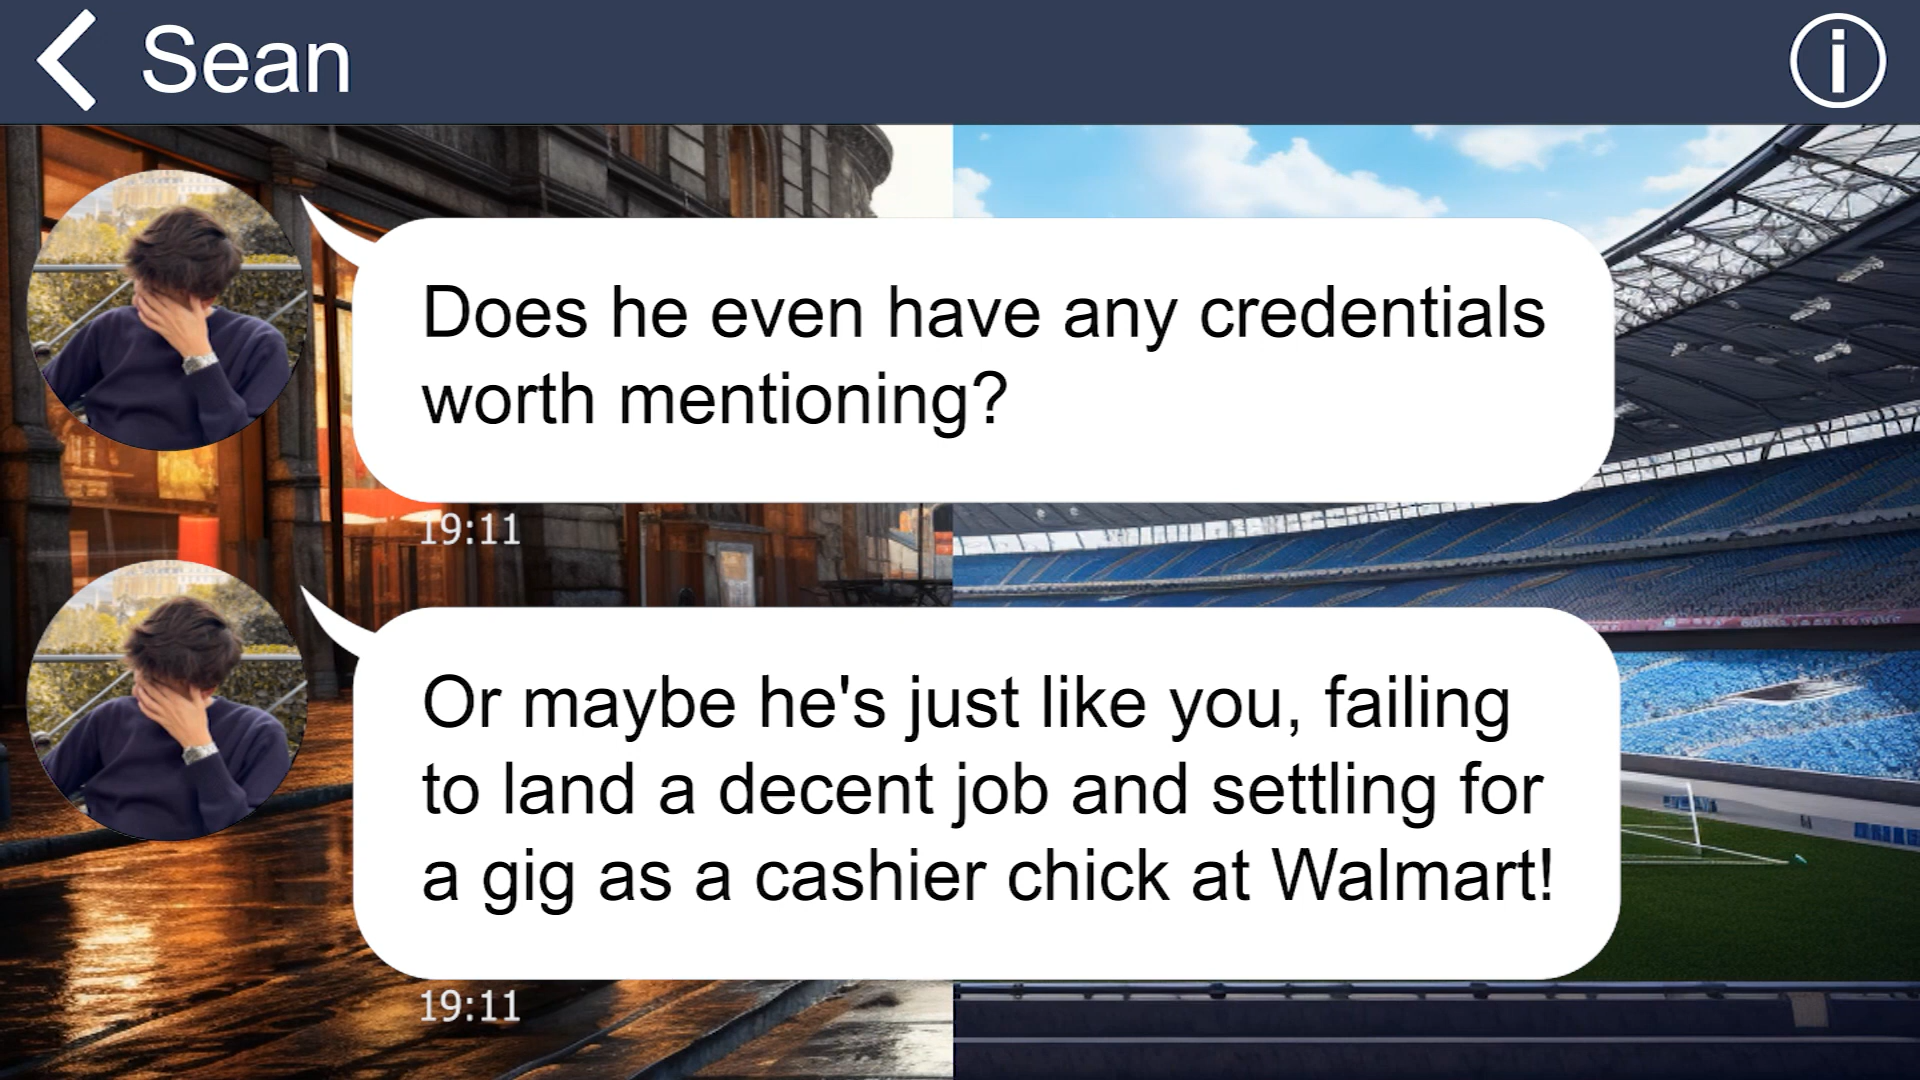 Sean
Does he even have any credentials
worth mentioning?
19:11
Or maybe he's just like you, failing
to land a decent job and settling for
a gig as a cashier chick at Walmart!
19:11